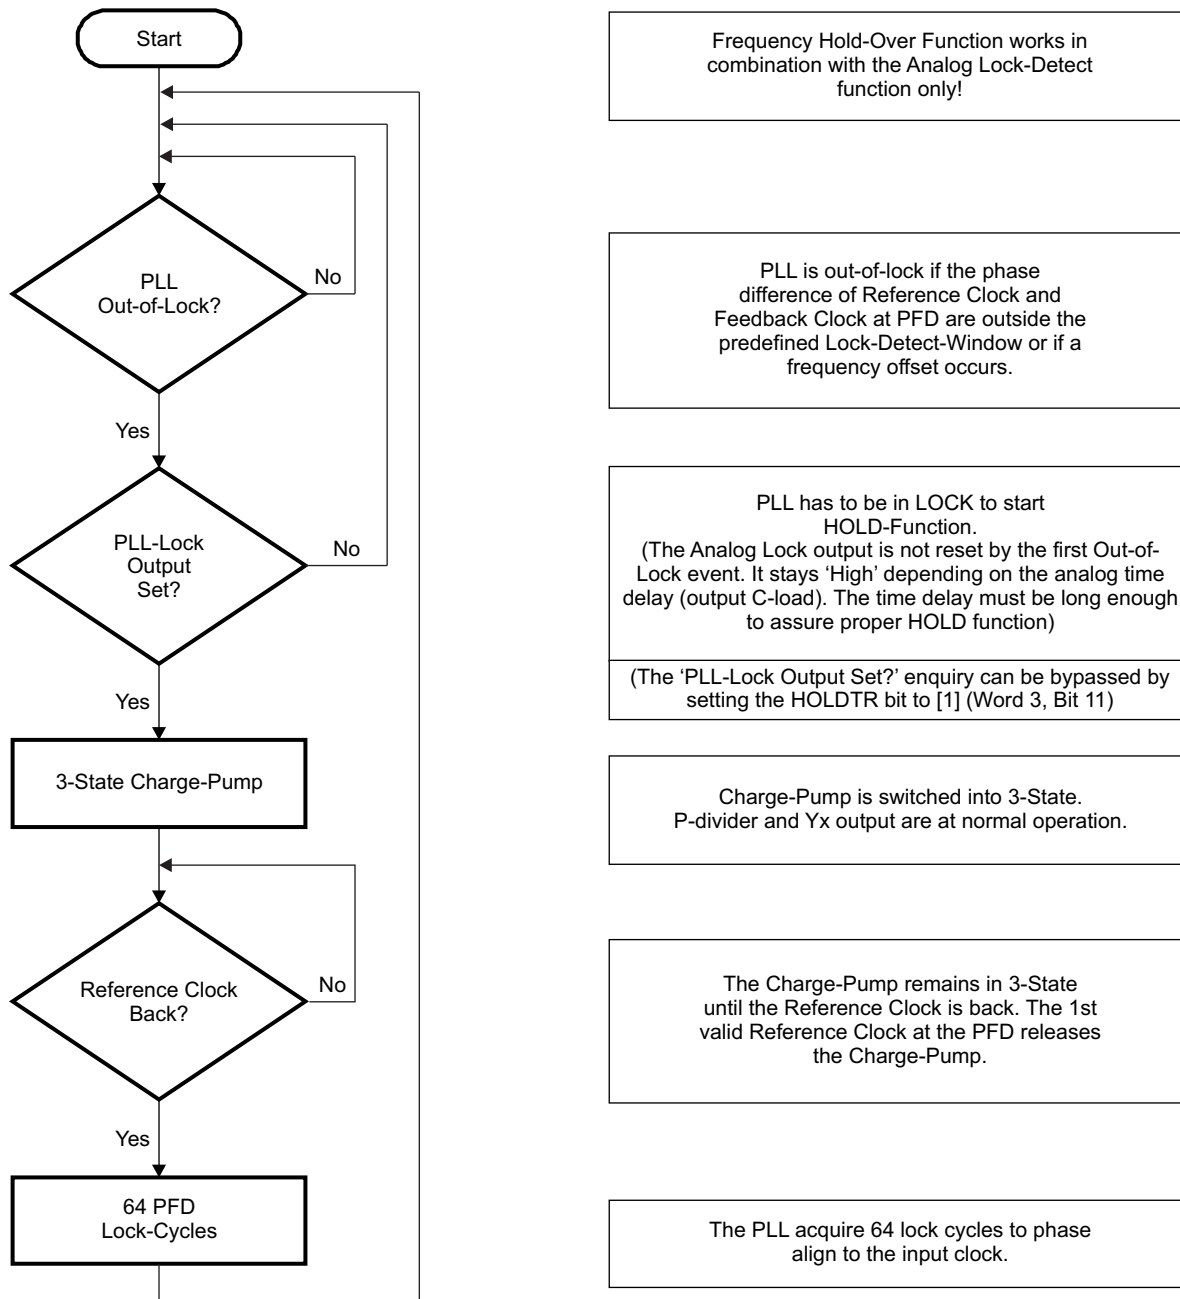 Start
Frequency Hold-Over Function works in
combination with the Analog Lock-Detect
function only!
PLL
Out-of-Lock?
No
Yes
PLL is out-of-lock if the phase
difference of Reference Clock and
Feedback Clock at PFD are outside the
predefined Lock-Detect-Window or if a
frequency offset occurs.
PLL-Lock
Output
Set?
No
Yes
PLL has to be in LOCK to start
HOLD-Function.
(The Analog Lock output is not reset by the first Out-of-
Lock event. It stays ‘High’ depending on the analog time
delay (output C-load). The time delay must be long enough
to assure proper HOLD function)
(The ‘PLL-Lock Output Set?’ enquiry can be bypassed by
setting the HOLDTR bit to [1] (Word 3, Bit 11)
3-State Charge-Pump
Charge-Pump is switched into 3-State.
P-divider and Yx output are at normal operation.
Reference Clock
Back?
No
Yes
The Charge-Pump remains in 3-State
until the Reference Clock is back. The 1st
valid Reference Clock at the PFD releases
the Charge-Pump.
64 PFD
Lock-Cycles
The PLL acquire 64 lock cycles to phase
align to the input clock.